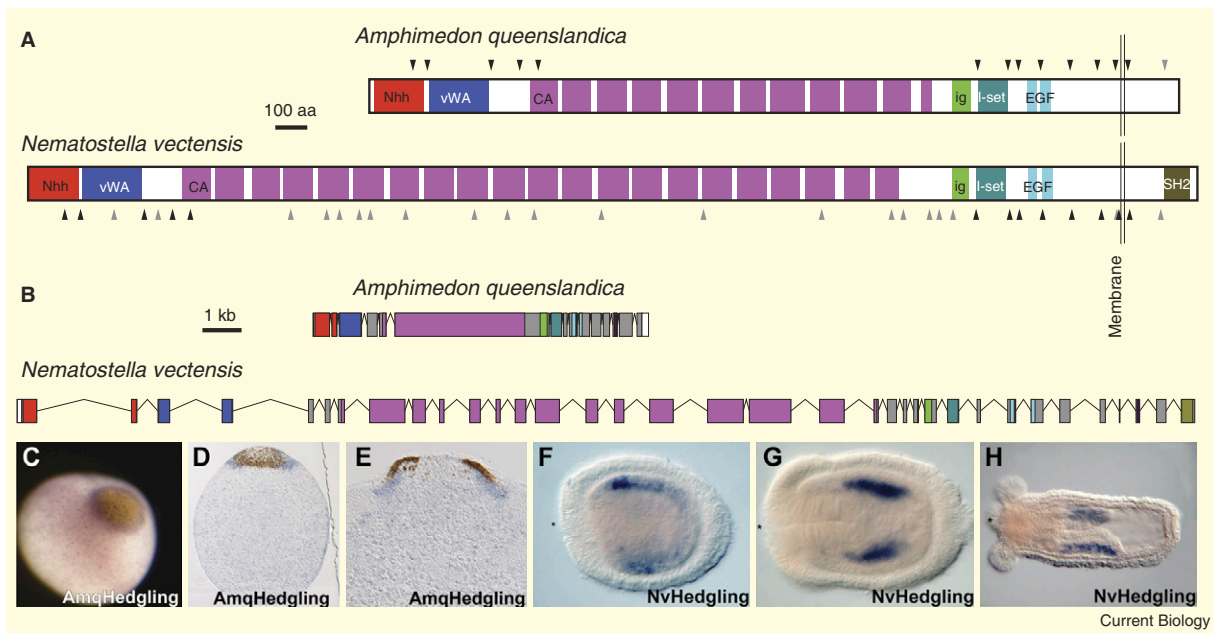 A
Amphimedon queenslandica
Nhh vWA CA ig I-set EGF
100 aa
Nematostella vectensis
Nhh vWA CA ig I-set EGF SH2
Membrane
B
Amphimedon queenslandica
1 kb
Nematostella vectensis
C D E F G H
* * *
AmqHedgling AmqHedgling AmqHedgling NvHedgling NvHedgling NvHedgling
Current Biology